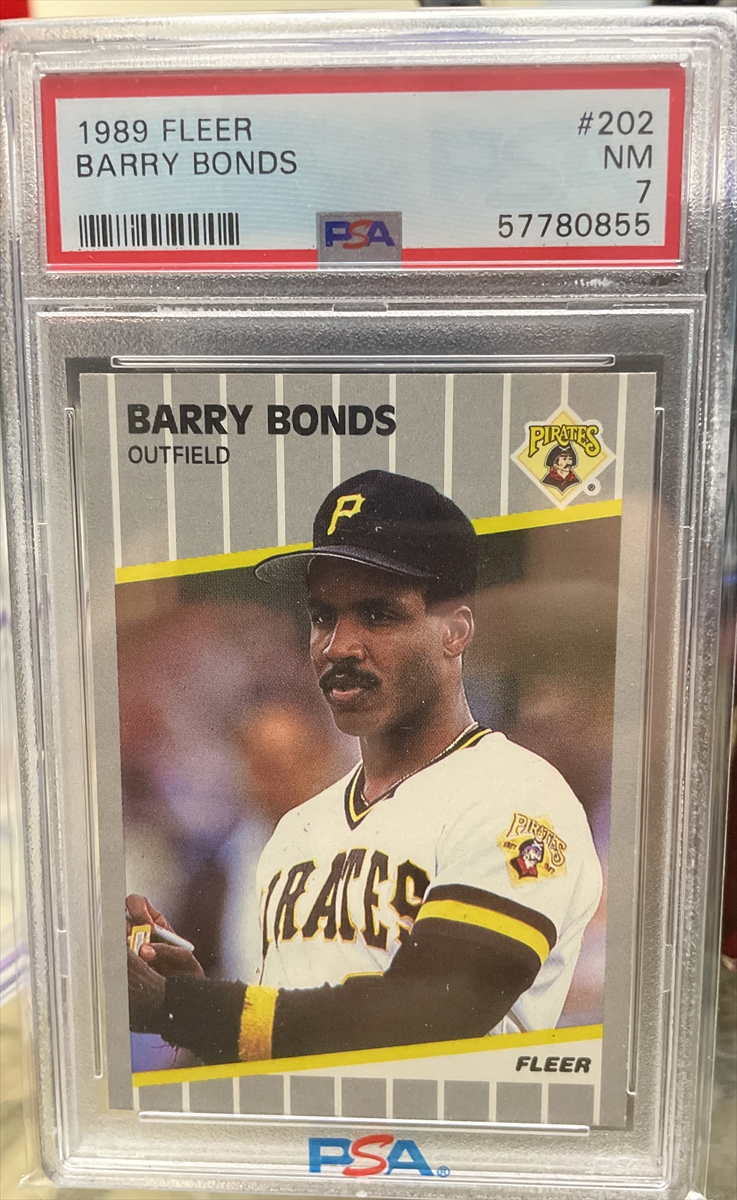 1989 FLEER #202
BARRY BONDS NM
7
PSA 57780855
BARRY BONDS
OUTFIELD
PIRATES
®
P
PIRATES
IRATES
FLEER
PSA®